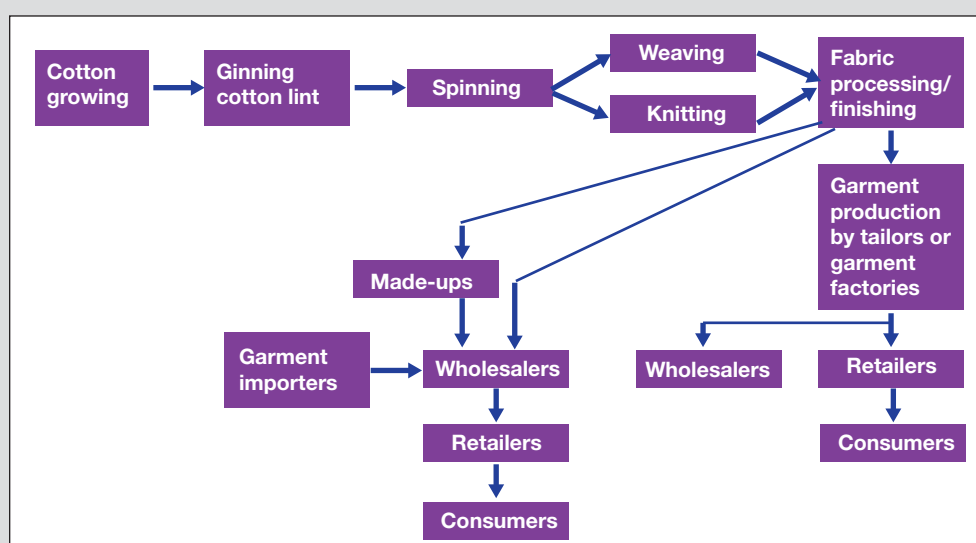 Cotton
growing
Ginning
cotton lint
Spinning
Weaving
Knitting
Fabric
processing/
finishing
Garment
production
by tailors or
garment
factories
Made-ups
Garment
importers
Wholesalers
Wholesalers
Retailers
Retailers
Consumers
Consumers